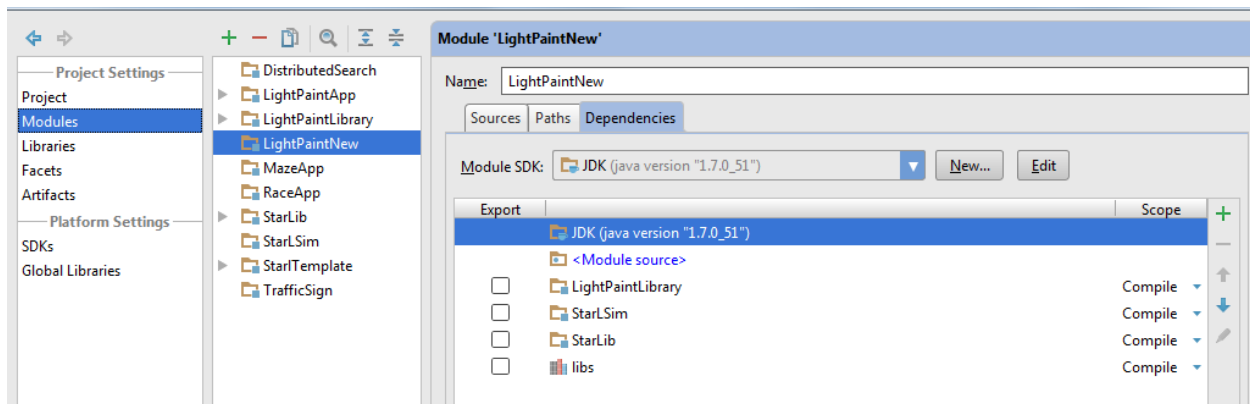 Project Settings
Project
Modules
Libraries
Facets
Artifacts
Platform Settings
SDKs
Global Libraries
DistributedSearch
LightPaintApp
LightPaintLibrary
LightPaintNew
MazeApp
RaceApp
StarLib
StarLSim
StarlTemplate
TrafficSign
Module 'LightPaintNew'
Name: LightPaintNew
Sources Paths Dependencies
Module SDK: JDK (java version "1.7.0_51") New... Edit
Export Scope
JDK (java version "1.7.0_51")
<Module source>
LightPaintLibrary Compile
StarLSim Compile
StarLib Compile
libs Compile